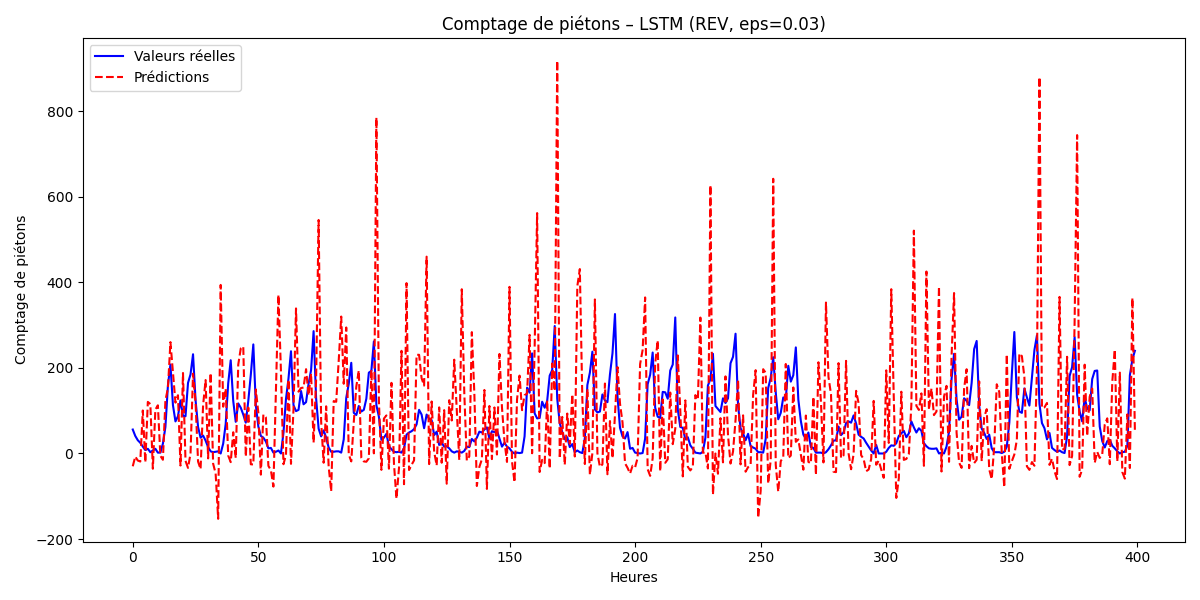 Comptage de piétons – LSTM (REV, eps=0.03)
Valeurs réelles
Prédictions
Comptage de piétons
800
600
400
200
0
−200
0 50 100 150 200 250 300 350 400
Heures